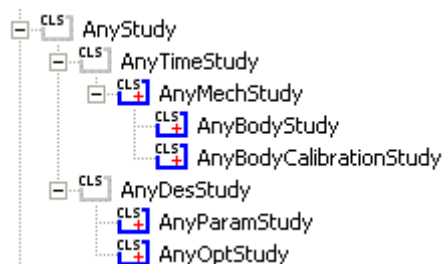 CLS AnyStudy
CLS AnyTimeStudy
CLS AnyMechStudy
CLS AnyBodyStudy
CLS AnyBodyCalibrationStudy
CLS AnyDesStudy
CLS AnyParamStudy
CLS AnyOptStudy